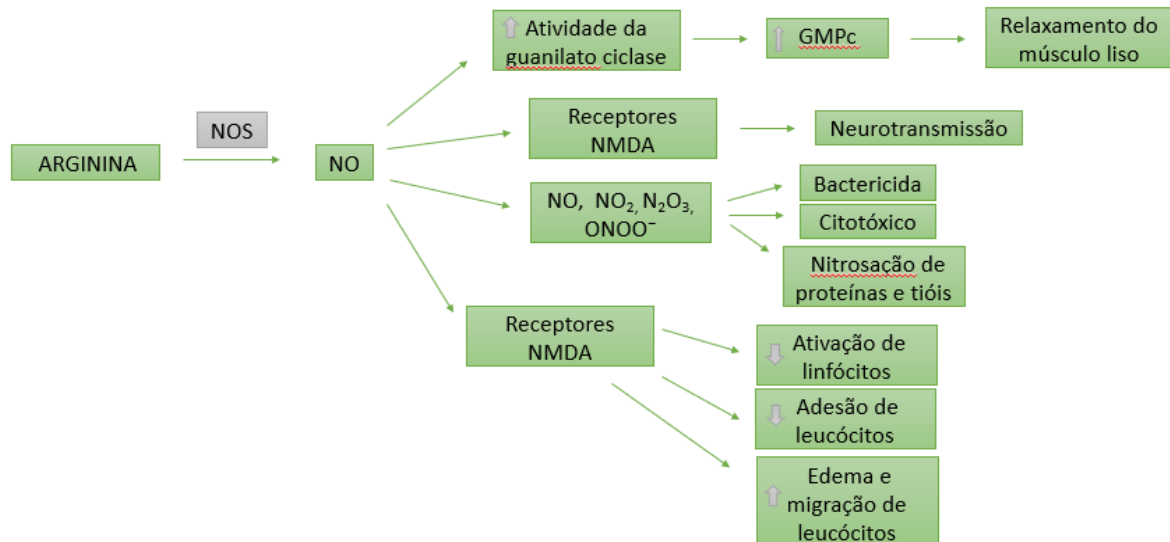 Atividade da
guanilato ciclase
GMPc
Relaxamento do
músculo liso
NOS
ARGININA
NO
Receptores
NMDA
Neurotransmissão
NO, NO₂, N₂O₃,
ONOO⁻
Bactericida
Citotóxico
Nitrosação de
proteínas e tióis
Receptores
NMDA
Ativação de
linfócitos
Adesão de
leucócitos
Edema e
migração de
leucócitos